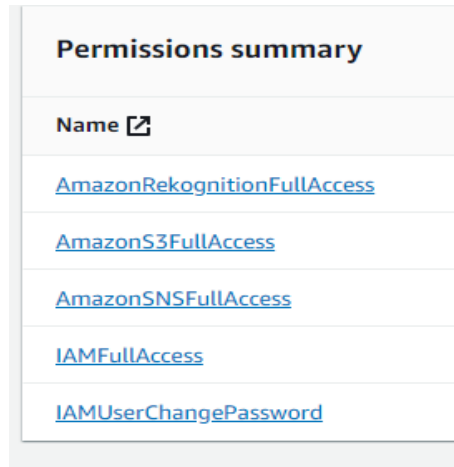 Permissions summary
Name
AmazonRekognitionFullAccess
AmazonS3FullAccess
AmazonSNSFullAccess
IAMFullAccess
IAMUserChangePassword